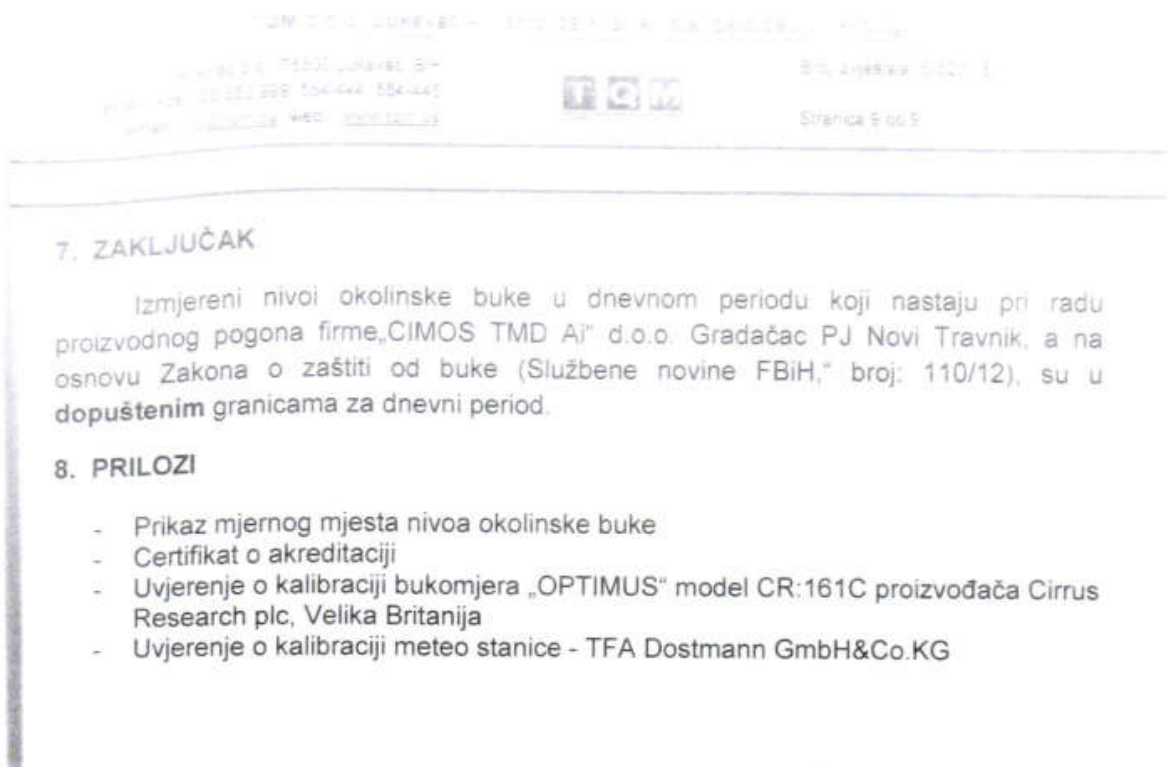 TQM
Stranica 9 od 9
7. ZAKLJUČAK
Izmjereni nivoi okolinske buke u dnevnom periodu koji nastaju pri radu
proizvodnog pogona firme„CIMOS TMD Ai“ d.o.o. Gradačac PJ Novi Travnik, a na
osnovu Zakona o zaštiti od buke (Službene novine FBiH,“ broj: 110/12), su u
dopuštenim granicama za dnevni period.
8. PRILOZI
- Prikaz mjernog mjesta nivoa okolinske buke
- Certifikat o akreditaciji
- Uvjerenje o kalibraciji bukomjera „OPTIMUS“ model CR:161C proizvođača Cirrus
Research plc, Velika Britanija
- Uvjerenje o kalibraciji meteo stanice - TFA Dostmann GmbH&Co.KG